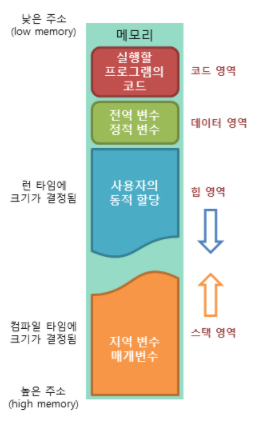 낮은 주소
(low memory)
메모리
실행할
프로그램의
코드
코드 영역
전역 변수
정적 변수
데이터 영역
런 타임에
크기가 결정됨
사용자의
동적 할당
힙 영역
컴파일 타임에
크기가 결정됨
지역 변수
매개변수
스택 영역
높은 주소
(high memory)